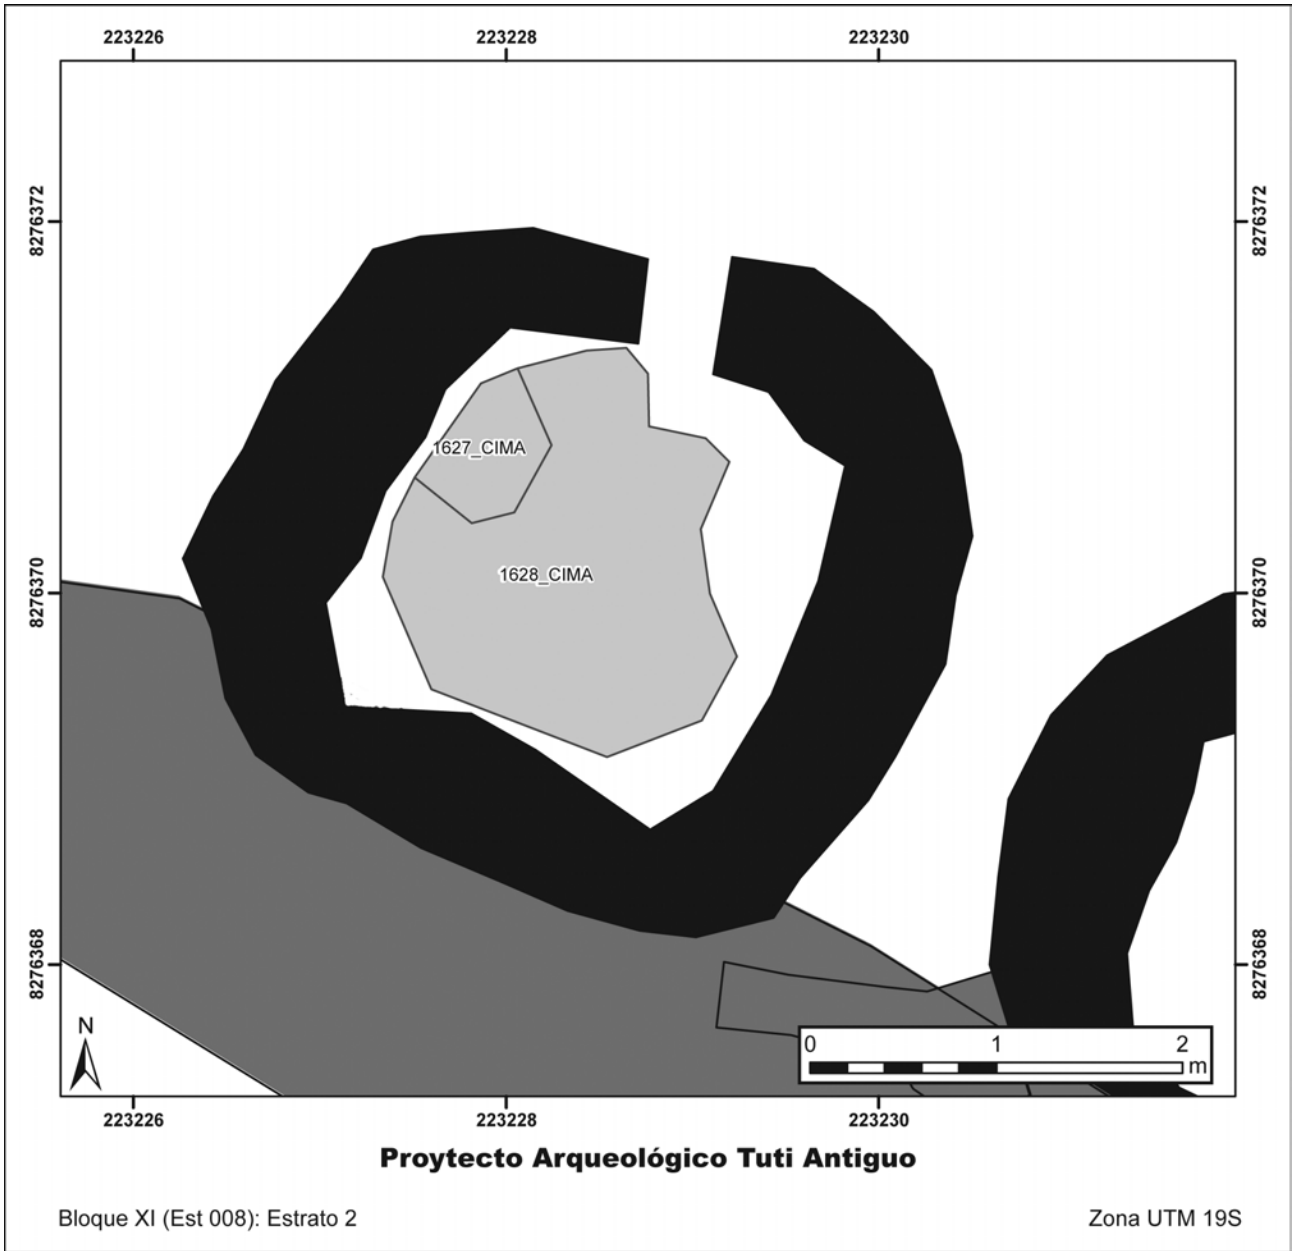 223226 223228 223230
8276372 8276372
1627_CIMA
1628_CIMA
8276370 8276370
8276368 8276368
N
0 1 2
m
223226 223228 223230
Proytecto Arqueológico Tuti Antiguo
Bloque XI (Est 008): Estrato 2 Zona UTM 19S